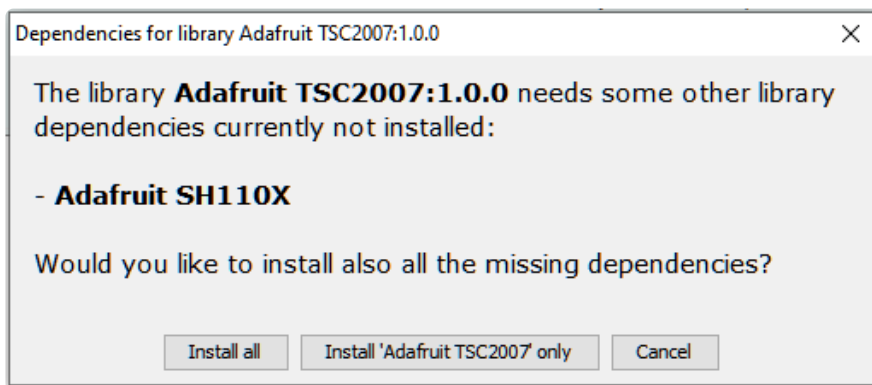 Dependencies for library Adafruit TSC2007:1.0.0
The library Adafruit TSC2007:1.0.0 needs some other library
dependencies currently not installed:
- Adafruit SH110X
Would you like to install also all the missing dependencies?
Install all
Install 'Adafruit TSC2007' only
Cancel